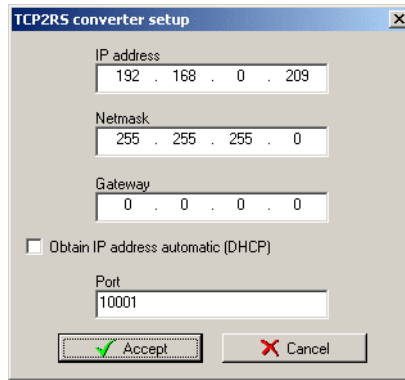 TCP2RS converter setup
IP address
192 . 168 . 0 . 209
Netmask
255 . 255 . 255 . 0
Gateway
0 . 0 . 0 . 0
Obtain IP address automatic (DHCP)
Port
10001
Accept Cancel